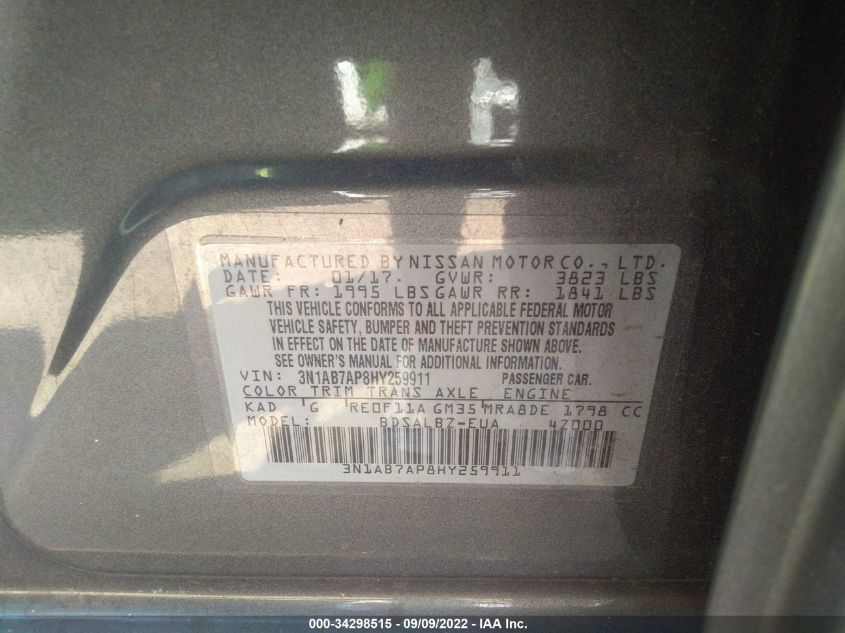 MANUFACTURED BY NISSAN MOTOR CO., LTD.
DATE: 01/17. GVWR: 3823 LBS
GAWR FR: 1995 LBS GAWR RR: 1841 LBS
THIS VEHICLE CONFORMS TO ALL APPLICABLE FEDERAL MOTOR
VEHICLE SAFETY, BUMPER AND THEFT PREVENTION STANDARDS
IN EFFECT ON THE DATE OF MANUFACTURE SHOWN ABOVE.
SEE OWNER'S MANUAL FOR ADDITIONAL INFORMATION.
VIN: 3N1AB7AP8HY259911 PASSENGER CAR.
COLOR TRIM TRANS AXLE ENGINE
KAD G RE0F11A GM35 MRA8DE 1798 CC
MODEL: BDSALBZ-EUA 4Z000
3N1AB7AP8HY259911
000-34298515 - 09/09/2022 - IAA Inc.